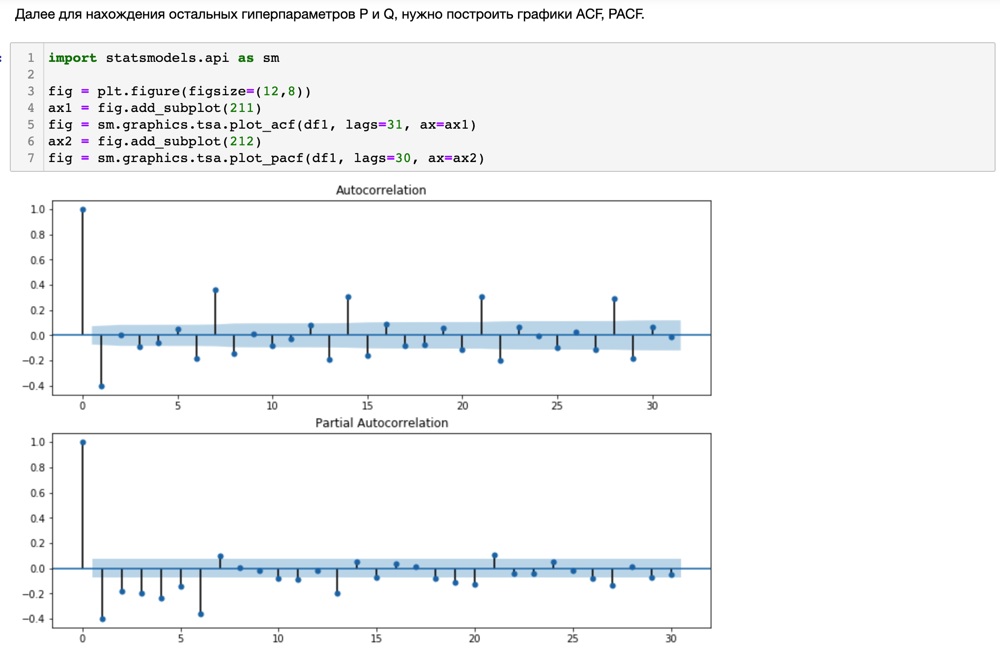 Далее для нахождения остальных гиперпараметров P и Q, нужно построить графики ACF, PACF.
:
1 import statsmodels.api as sm
2
3 fig = plt.figure(figsize=(12,8))
4 ax1 = fig.add_subplot(211)
5 fig = sm.graphics.tsa.plot_acf(df1, lags=31, ax=ax1)
6 ax2 = fig.add_subplot(212)
7 fig = sm.graphics.tsa.plot_pacf(df1, lags=30, ax=ax2)
Autocorrelation
1.0
0.8
0.6
0.4
0.2
0.0
−0.2
−0.4
0 5 10 15 20 25 30
Partial Autocorrelation
1.0
0.8
0.6
0.4
0.2
0.0
−0.2
−0.4
0 5 10 15 20 25 30